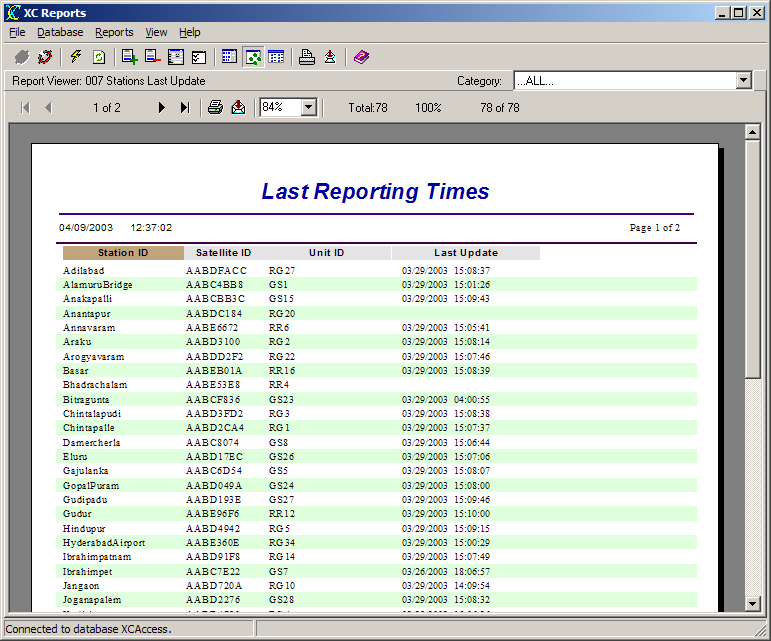 XC Reports
File Database Reports View Help
Report Viewer: 007 Stations Last Update Category: ...ALL...
1 of 2 84% Total:78 100% 78 of 78
Last Reporting Times
04/09/2003 12:37:02 Page 1 of 2
Station ID Satellite ID Unit ID Last Update
Adilabad AABDFACC RG27 03/29/2003 15:08:37
AlamuruBridge AABC4BB8 GS1 03/29/2003 15:01:26
Anakapalli AABCBB3C GS15 03/29/2003 15:09:43
Anantapur AABDC184 RG20
Annavaram AABE6672 RR6 03/29/2003 15:05:41
Araku AABD3100 RG2 03/29/2003 15:08:14
Arogyavaram AABDD2F2 RG22 03/29/2003 15:07:46
Basar AABEB01A RR16 03/29/2003 15:08:39
Bhadrachalam AABE53E8 RR4
Bitragunta AABCF836 GS23 03/29/2003 04:00:55
Chintalapudi AABD3FD2 RG3 03/29/2003 15:08:38
Chintapalle AABD2CA4 RG1 03/29/2003 15:07:37
Damercherla AABC8074 GS8 03/29/2003 15:06:44
Eluru AABD17EC GS26 03/29/2003 15:07:06
Gajulanka AABC6D54 GS5 03/29/2003 15:08:07
GopalPuram AABD049A GS24 03/29/2003 15:08:00
Gudipadu AABD193E GS27 03/29/2003 15:09:46
Gudur AABE96F6 RR12 03/29/2003 15:10:00
Hindupur AABD4942 RG5 03/29/2003 15:09:15
HyderabadAirport AABE360E RG34 03/29/2003 15:00:29
Ibrahimpatnam AABD91F8 RG14 03/29/2003 15:07:49
Ibrahimpet AABC7E22 GS7 03/26/2003 18:06:57
Jangaon AABD720A RG10 03/29/2003 14:09:54
Joganapalem AABD2276 GS28 03/29/2003 15:08:32
Connected to database XCAccess.